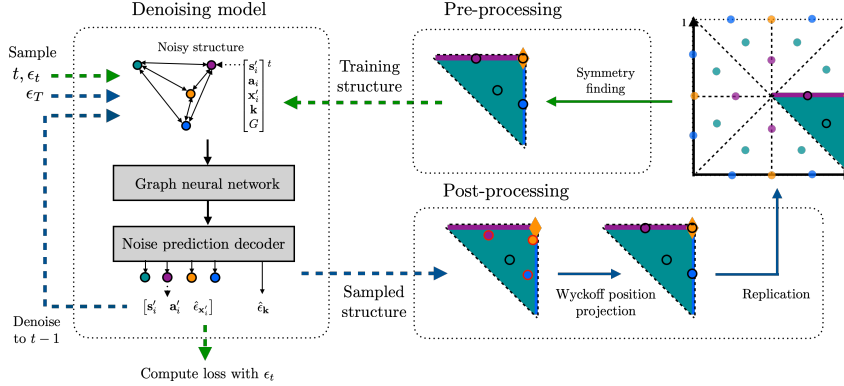 Denoising model
Pre-processing
Sample
t, ϵ_t
ϵ_T
Noisy structure
[s′_i]^t
a_i
x′_i
k
G
Training
structure
Symmetry
finding
1
Graph neural network
Noise prediction decoder
[s′_i a′_i ϵ̂_x′_i] ϵ̂_k
Denoise
to t − 1
Compute loss with ϵ_t
Post-processing
Sampled
structure
Wyckoff position
projection
Replication